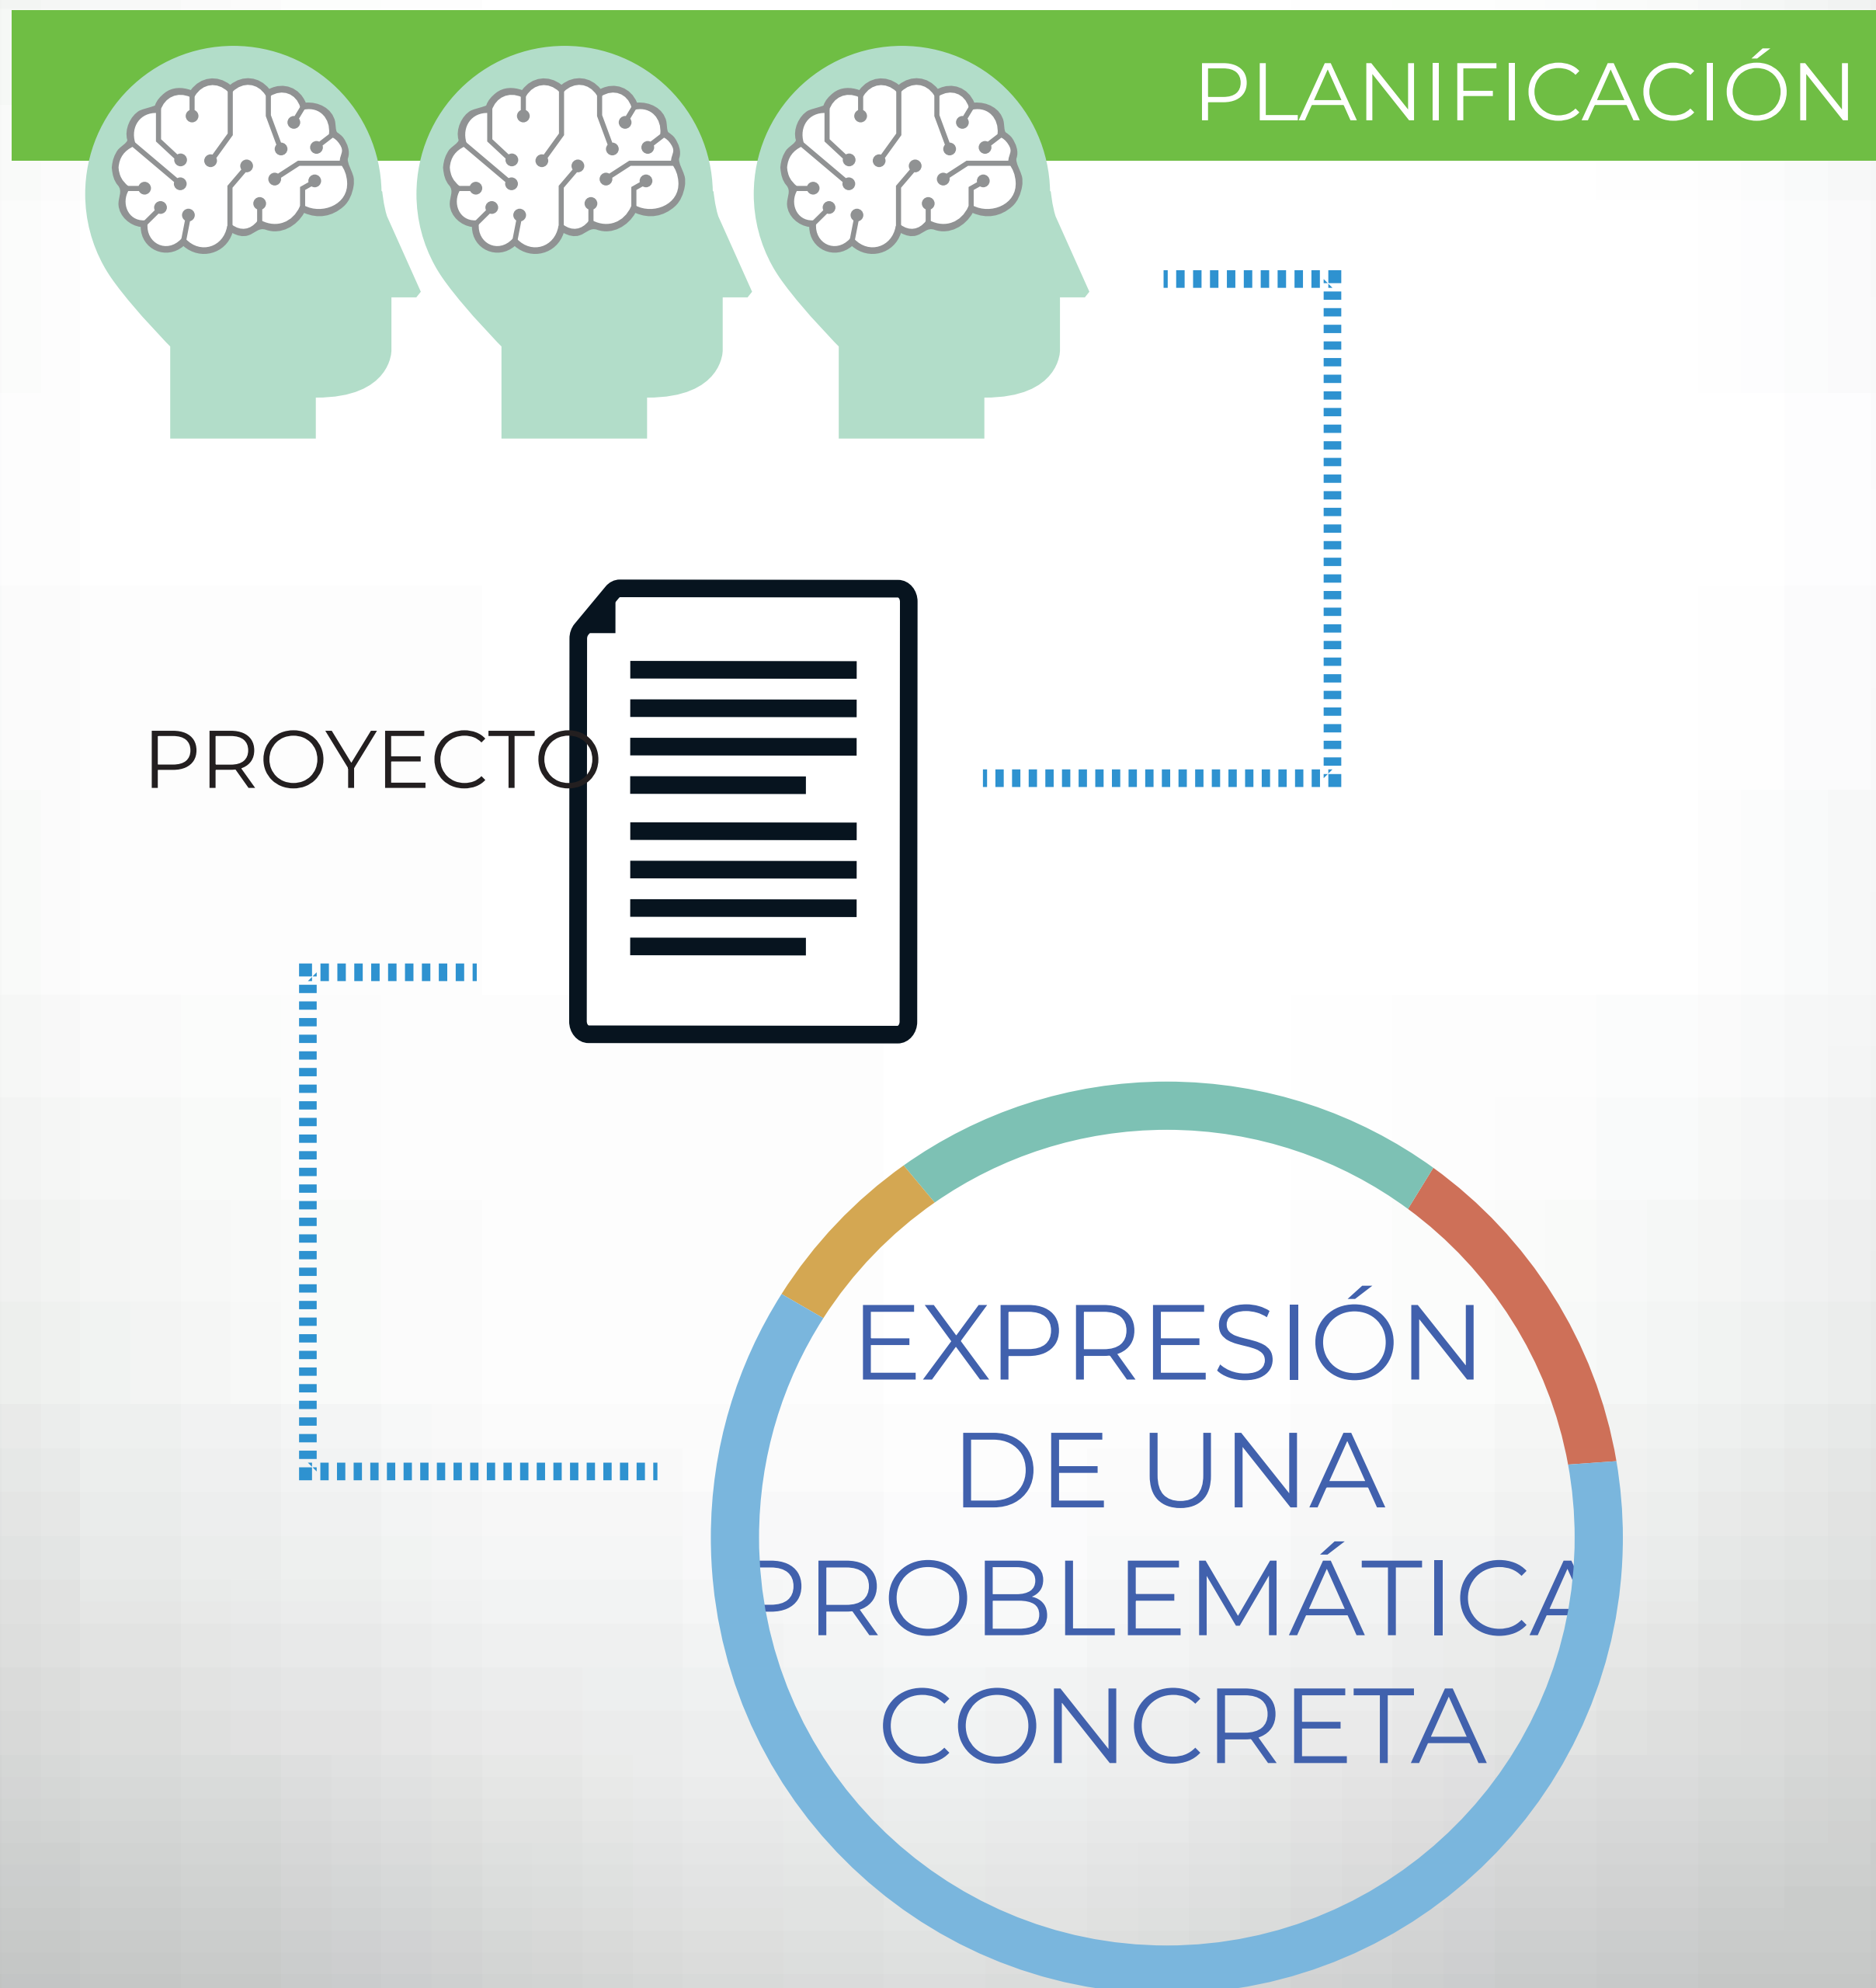 PLANIFICACIÓN
PROYECTO
EXPRESIÓN
DE UNA
PROBLEMÁTICA
CONCRETA